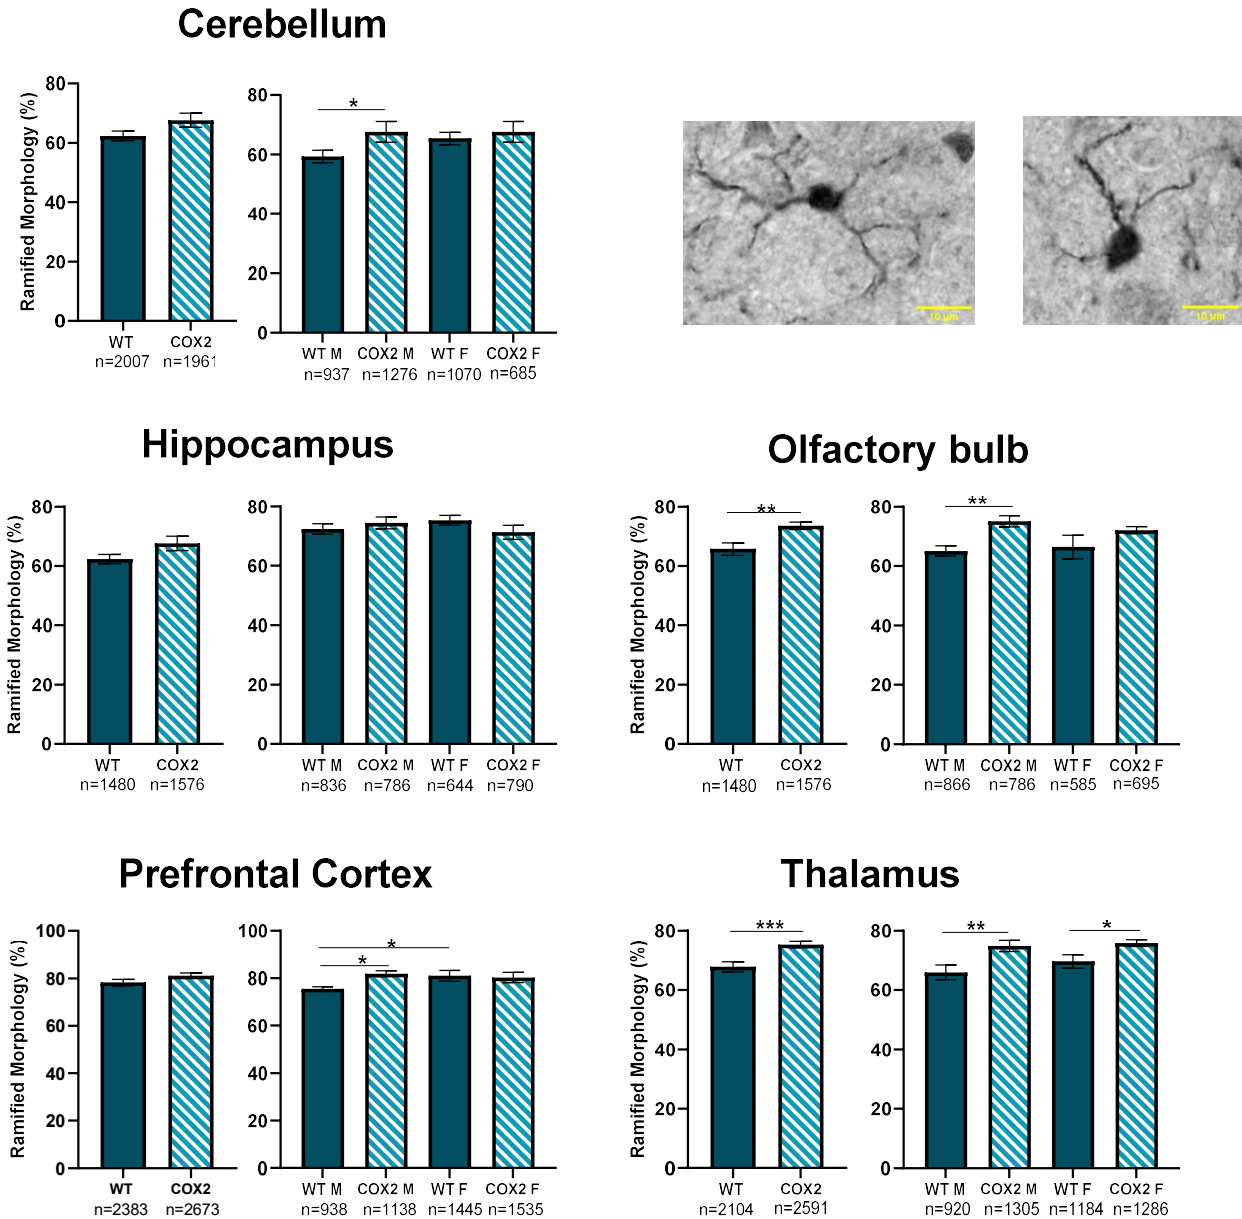 Cerebellum
Ramified Morphology (%)
80
60
40
20
0
WT COX2
n=2007 n=1961
80
60
40
20
0
*
WT M COX2 M WT F COX2 F
n=937 n=1276 n=1070 n=685
10 µm
10 µm
Hippocampus
Ramified Morphology (%)
80
60
40
20
0
WT COX2
n=1480 n=1576
80
60
40
20
0
WT M COX2 M WT F COX2 F
n=836 n=786 n=644 n=790
Olfactory bulb
Ramified Morphology (%)
80
60
40
20
0
**
WT COX2
n=1480 n=1576
80
60
40
20
0
**
WT M COX2 M WT F COX2 F
n=866 n=786 n=585 n=695
Prefrontal Cortex
Ramified Morphology (%)
100
80
60
40
20
0
WT COX2
n=2383 n=2673
100
80
60
40
20
0
*
*
WT M COX2 M WT F COX2 F
n=938 n=1138 n=1445 n=1535
Thalamus
Ramified Morphology (%)
80
60
40
20
0
***
WT COX2
n=2104 n=2591
80
60
40
20
0
** *
WT M COX2 M WT F COX2 F
n=920 n=1305 n=1184 n=1286